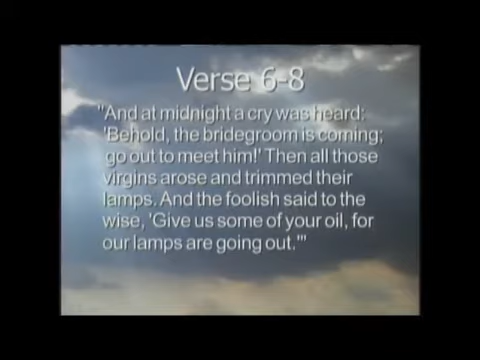 Verse 6-8
"And at midnight a cry was heard:
'Behold, the bridegroom is coming;
go out to meet him!' Then all those
virgins arose and trimmed their
lamps. And the foolish said to the
wise, 'Give us some of your oil, for
our lamps are going out.'"